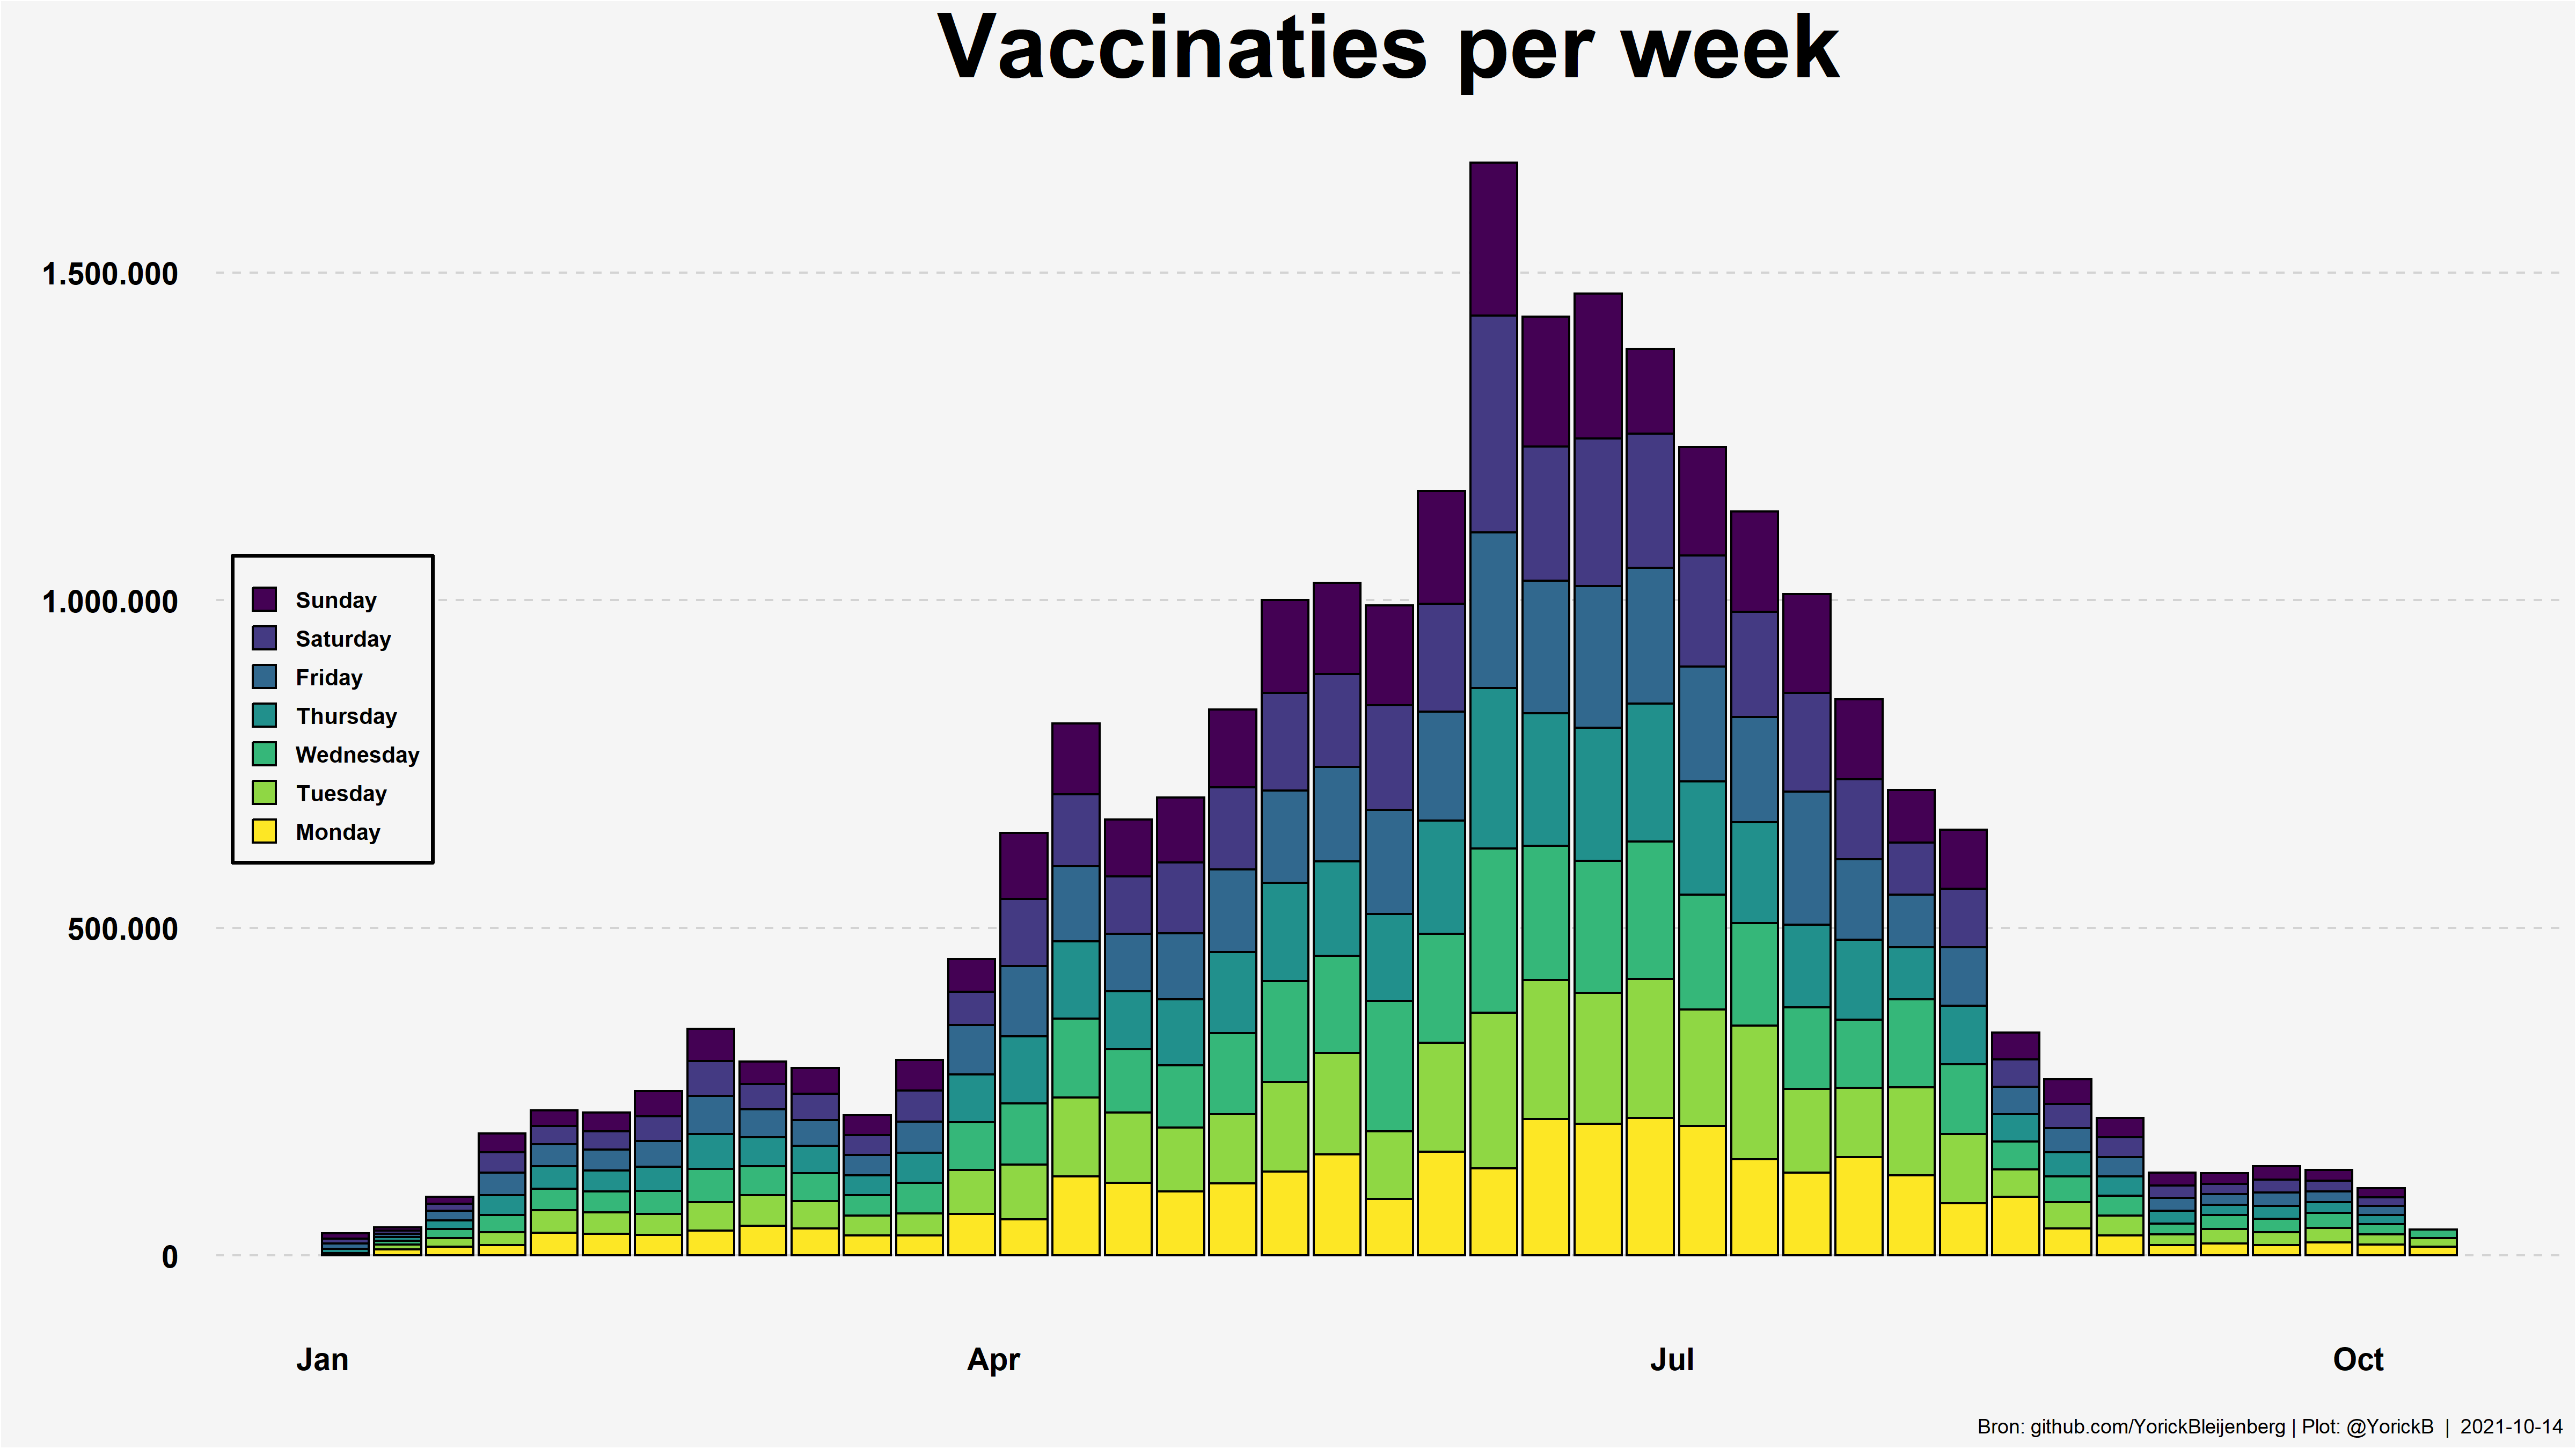 Vaccinaties per week
1.500.000
1.000.000
500.000
0
Sunday
Saturday
Friday
Thursday
Wednesday
Tuesday
Monday
Jan Apr Jul Oct
Bron: github.com/YorickBleijenberg | Plot: @YorickB | 2021-10-14